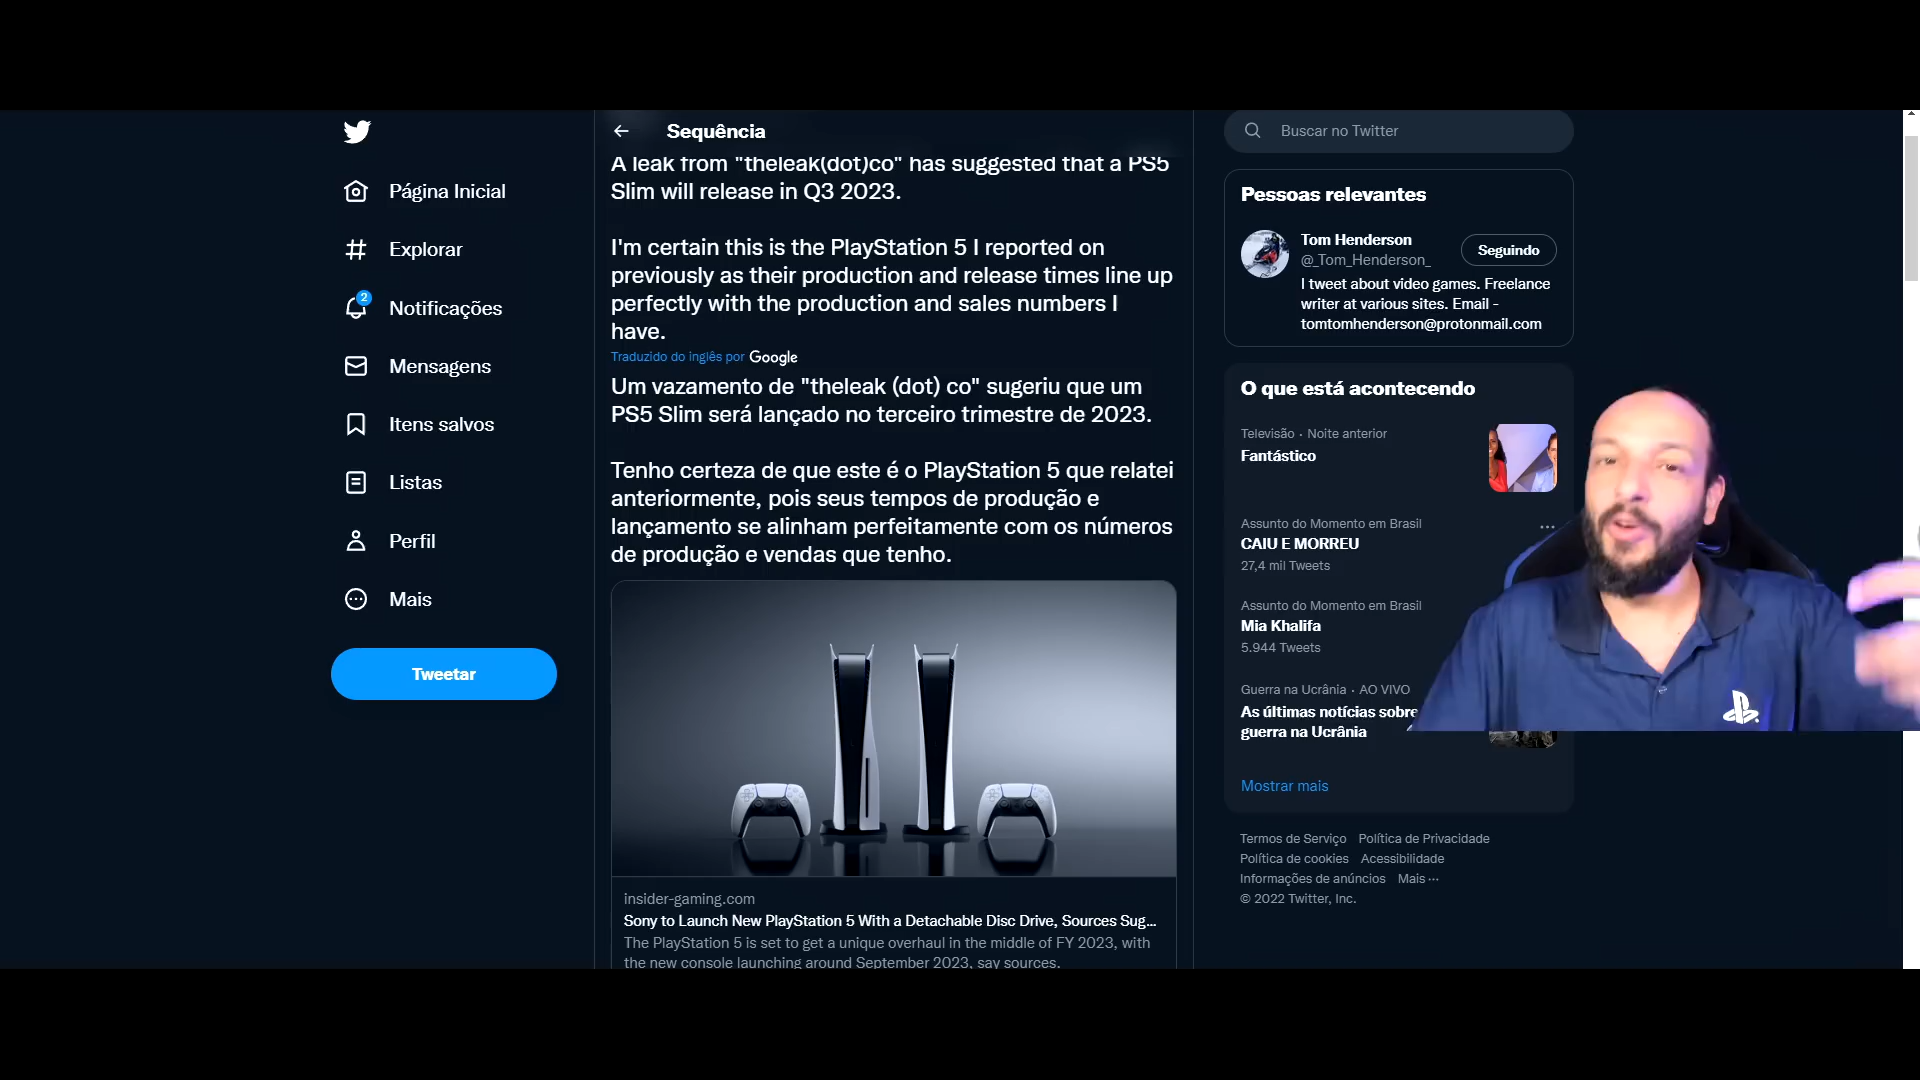 Página Inicial
Explorar
2
Notificações
Mensagens
Itens salvos
Listas
Perfil
Mais
Tweetar
Sequência
A leak from "theleak(dot)co" has suggested that a PS5
Slim will release in Q3 2023.
I'm certain this is the PlayStation 5 I reported on
previously as their production and release times line up
perfectly with the production and sales numbers I
have.
Traduzido do inglês por Google
Um vazamento de "theleak (dot) co" sugeriu que um
PS5 Slim será lançado no terceiro trimestre de 2023.
Tenho certeza de que este é o PlayStation 5 que relatei
anteriormente, pois seus tempos de produção e
lançamento se alinham perfeitamente com os números
de produção e vendas que tenho.
insider-gaming.com
Sony to Launch New PlayStation 5 With a Detachable Disc Drive, Sources Sug...
The PlayStation 5 is set to get a unique overhaul in the middle of FY 2023, with
the new console launching around September 2023, say sources.
Buscar no Twitter
Pessoas relevantes
Tom Henderson
@_Tom_Henderson_
Seguindo
I tweet about video games. Freelance
writer at various sites. Email -
tomtomhenderson@protonmail.com
O que está acontecendo
Televisão · Noite anterior
Fantástico
Assunto do Momento em Brasil
CAIU E MORREU
27,4 mil Tweets
Assunto do Momento em Brasil
Mia Khalifa
5.944 Tweets
Guerra na Ucrânia · AO VIVO
As últimas notícias sobre
guerra na Ucrânia
Mostrar mais
Termos de Serviço Política de Privacidade
Política de cookies Acessibilidade
Informações de anúncios Mais ···
© 2022 Twitter, Inc.